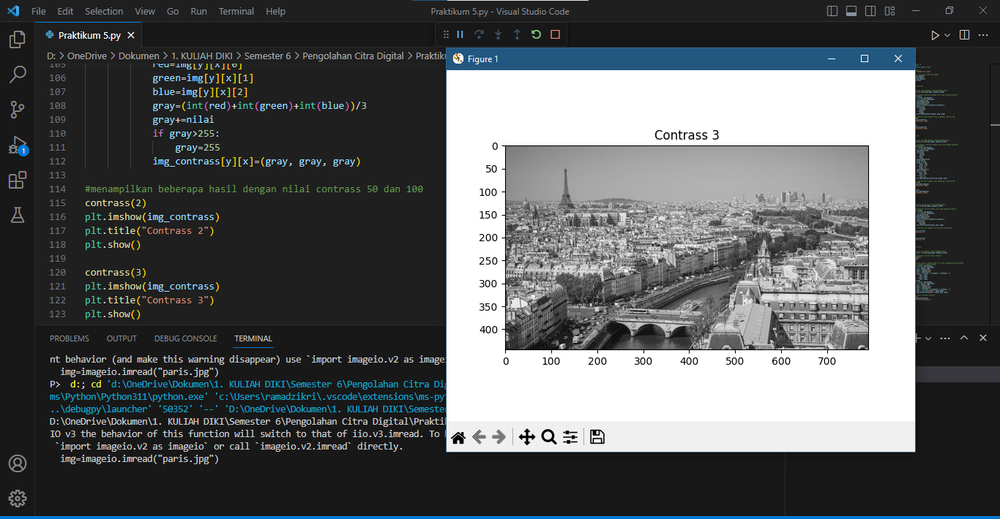 File Edit Selection View Go Run Terminal Help
Praktikum 5.py - Visual Studio Code
Praktikum 5.py
D: > OneDrive > Dokumen > 1. KULIAH DIKI > Semester 6 > Pengolahan Citra Digital >
105 red=img[y][x][0]
106 green=img[y][x][1]
107 blue=img[y][x][2]
108 gray=(int(red)+int(green)+int(blue))/3
109 gray+=nilai
110 if gray>255:
111 gray=255
112 img_contrass[y][x]=(gray, gray, gray)
113
114 #menampilkan beberapa hasil dengan nilai contrass 50 dan 100
115 contrass(2)
116 plt.imshow(img_contrass)
117 plt.title("Contrass 2")
118 plt.show()
119
120 contrass(3)
121 plt.imshow(img_contrass)
122 plt.title("Contrass 3")
123 plt.show()
1
Figure 1
Contrass 3
0
50
100
150
200
250
300
350
400
0 100 200 300 400 500 600 700
PROBLEMS OUTPUT DEBUG CONSOLE TERMINAL
nt behavior (and make this warning disappear) use `import imageio.v2 as
img=imageio.imread("paris.jpg")
P> d:; cd 'd:\OneDrive\Dokumen\1. KULIAH DIKI\Semester 6\Pengolahan Citra
ms\Python\Python311\python.exe' 'c:\Users\ramadzikri\.vscode\extensions\
..\debugpy\launcher' '50352' '--' 'D:\OneDrive\Dokumen\1. KULIAH DIKI\Semester
D:\OneDrive\Dokumen\1. KULIAH DIKI\Semester 6\Pengolahan Citra Digital\
IO v3 the behavior of this function will switch to that of iio.v3.imread. To
`import imageio.v2 as imageio` or call `imageio.v2.imread` directly.
img=imageio.imread("paris.jpg")